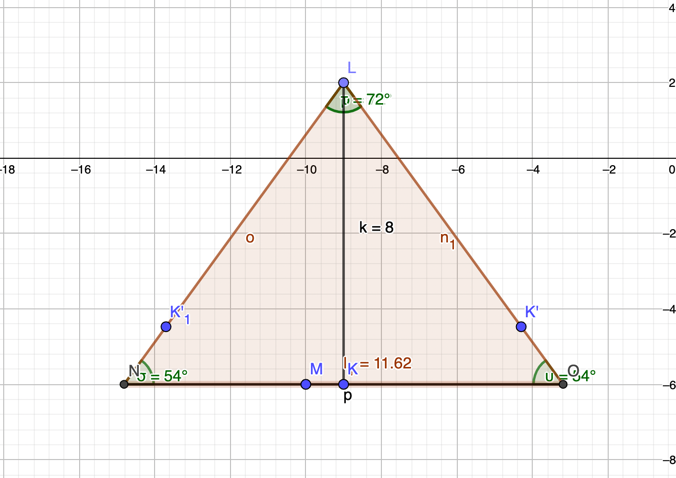 4
L
2
τ = 72°
-18
-16
-14
-12
-10
-8
-6
-4
-2
0
k = 8
o
n₁
-2
K'₁
K'
-4
N
= 54°
M
K
= 11.62
O
υ = 54°
-6
p
-8